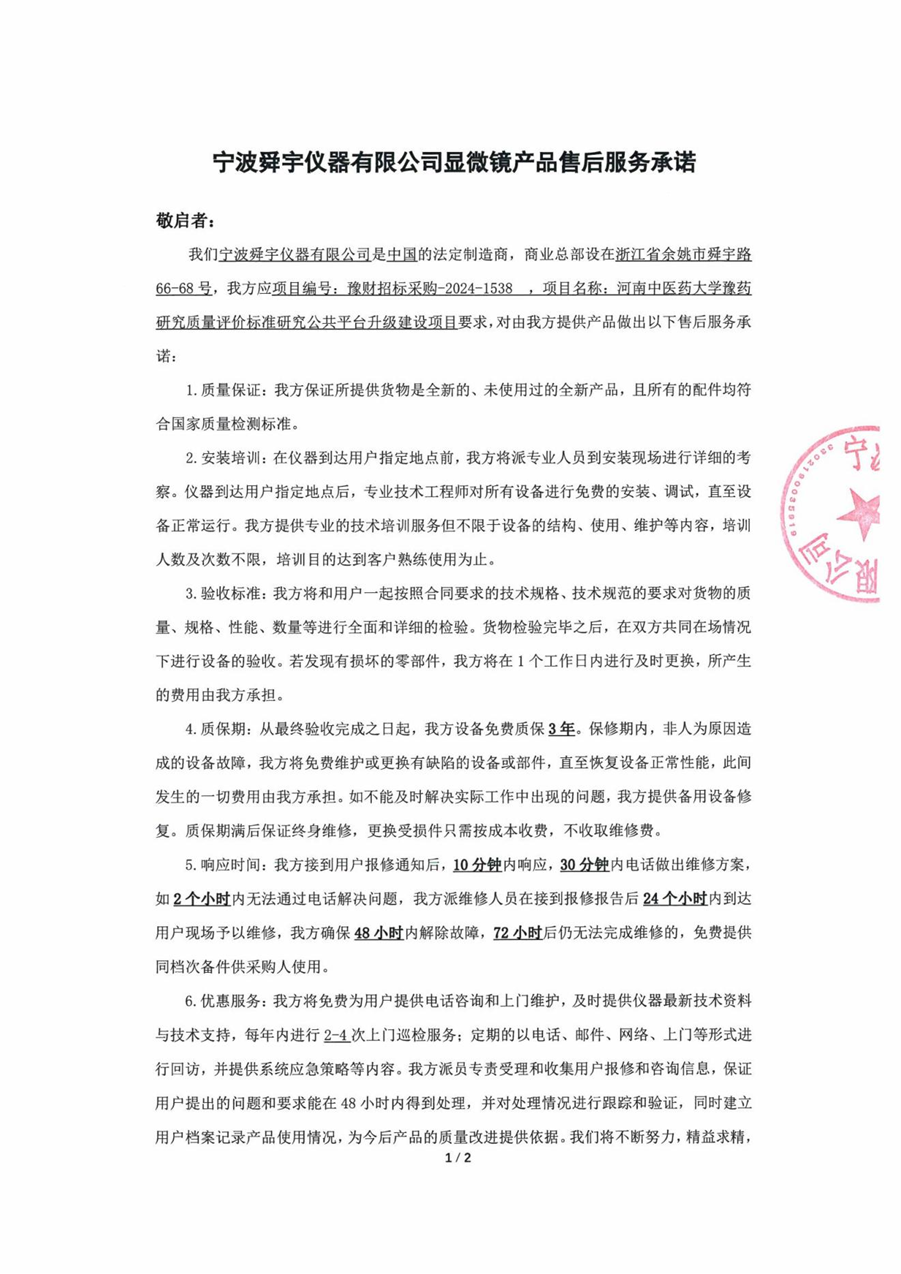 宁波舜宇仪器有限公司显微镜产品售后服务承诺
敬启者：
我们宁波舜宇仪器有限公司是中国的法定制造商，商业总部设在浙江省余姚市舜宇路
66-68 号，我方应项目编号：豫财招标采购-2024-1538 ，项目名称：河南中医药大学豫药
研究质量评价标准研究公共平台升级建设项目要求，对由我方提供产品做出以下售后服务承
诺：
1.质量保证：我方保证所提供货物是全新的、未使用过的全新产品，且所有的配件均符
合国家质量检测标准。
2.安装培训：在仪器到达用户指定地点前，我方将派专业人员到安装现场进行详细的考
察。仪器到达用户指定地点后，专业技术工程师对所有设备进行免费的安装、调试，直至设
备正常运行。我方提供专业的技术培训服务但不限于设备的结构、使用、维护等内容，培训
人数及次数不限，培训目的达到客户熟练使用为止。
3.验收标准：我方将和用户一起按照合同要求的技术规格、技术规范的要求对货物的质
量、规格、性能、数量等进行全面和详细的检验。货物检验完毕之后，在双方共同在场情况
下进行设备的验收。若发现有损坏的零部件，我方将在 1 个工作日内进行及时更换，所产生
的费用由我方承担。
4.质保期：从最终验收完成之日起，我方设备免费质保 3 年。保修期内，非人为原因造
成的设备故障，我方将免费维护或更换有缺陷的设备或部件，直至恢复设备正常性能，此间
发生的一切费用由我方承担。如不能及时解决实际工作中出现的问题，我方提供备用设备修
复。质保期满后保证终身维修，更换受损件只需按成本收费，不收取维修费。
5.响应时间：我方接到用户报修通知后，10 分钟内响应，30 分钟内电话做出维修方案，
如 2 个小时内无法通过电话解决问题，我方派维修人员在接到报修报告后 24 个小时内到达
用户现场予以维修，我方确保 48 小时内解除故障，72 小时后仍无法完成维修的，免费提供
同档次备件供采购人使用。
6.优惠服务：我方将免费为用户提供电话咨询和上门维护，及时提供仪器最新技术资料
与技术支持，每年内进行 2-4 次上门巡检服务；定期的以电话、邮件、网络、上门等形式进
行回访，并提供系统应急策略等内容。我方派员专责受理和收集用户报修和咨询信息，保证
用户提出的问题和要求能在 48 小时内得到处理，并对处理情况进行跟踪和验证，同时建立
用户档案记录产品使用情况，为今后产品的质量改进提供依据。我们将不断努力，精益求精，
1 / 2
宁
限公司